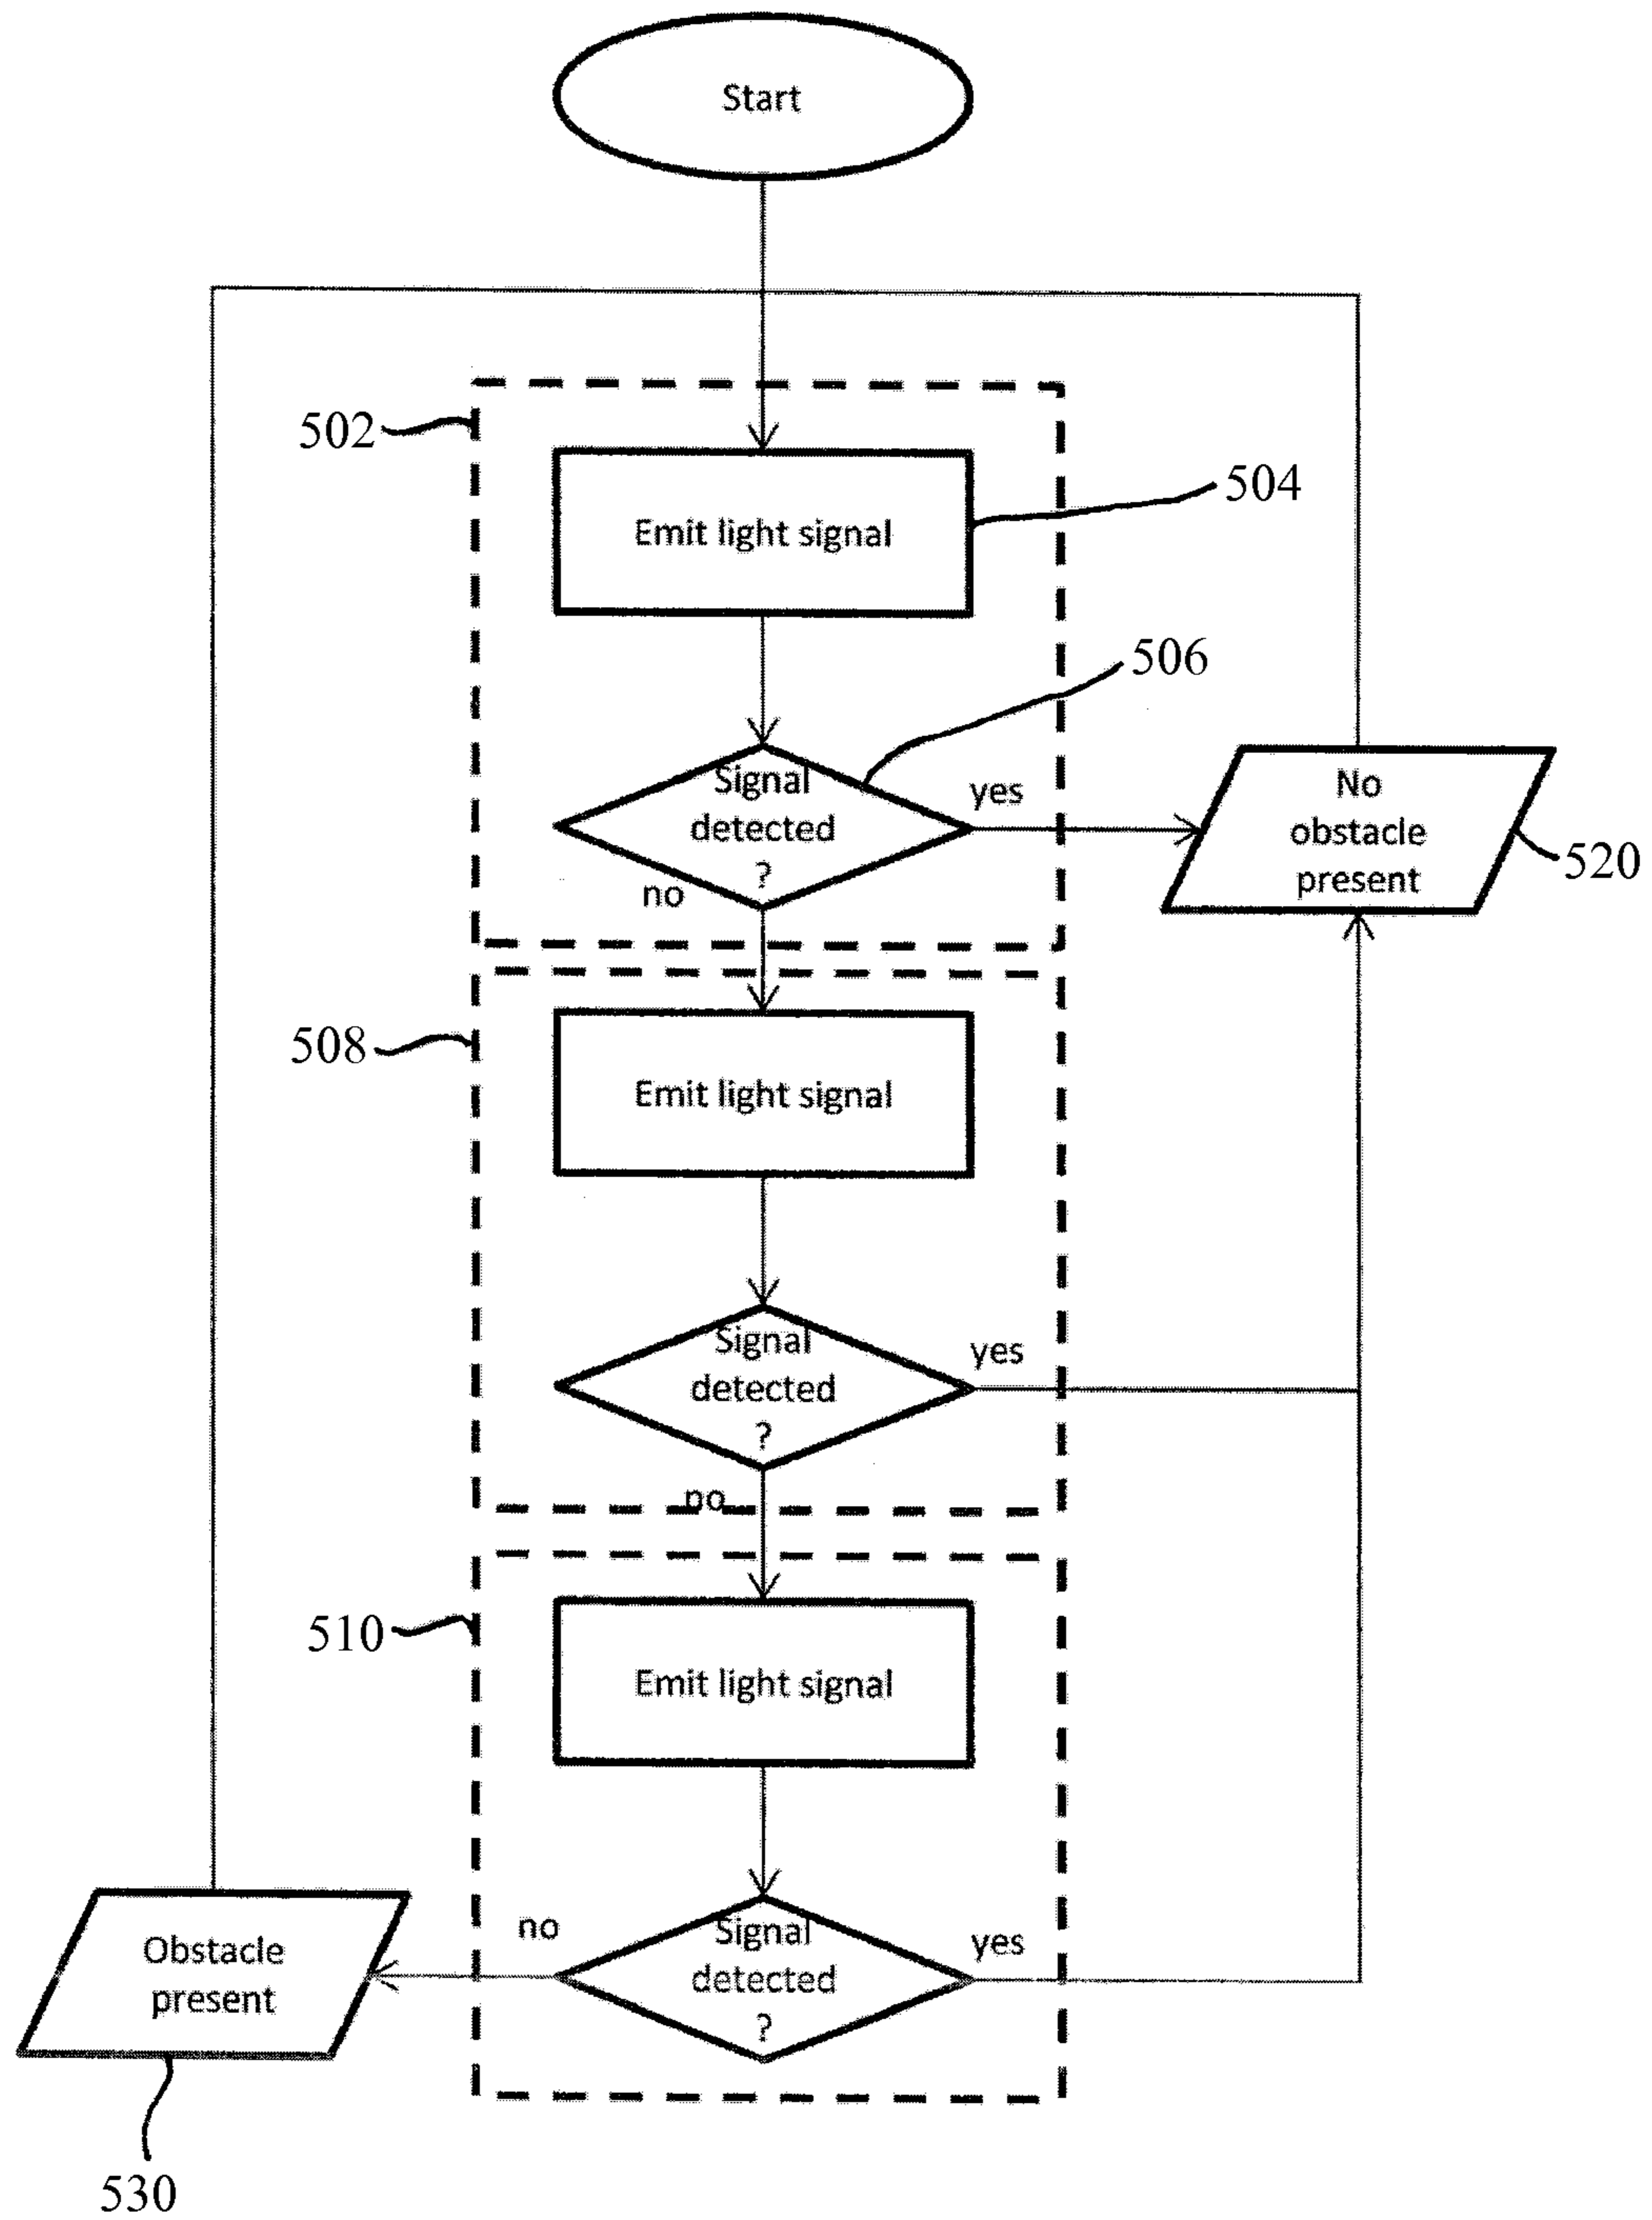 Start
502
Emit light signal
504
506
Signal
detected
?
yes
no
No
obstacle
present
520
508
Emit light signal
Signal
detected
?
yes
no
510
Emit light signal
Signal
detected
?
no
yes
Obstacle
present
530